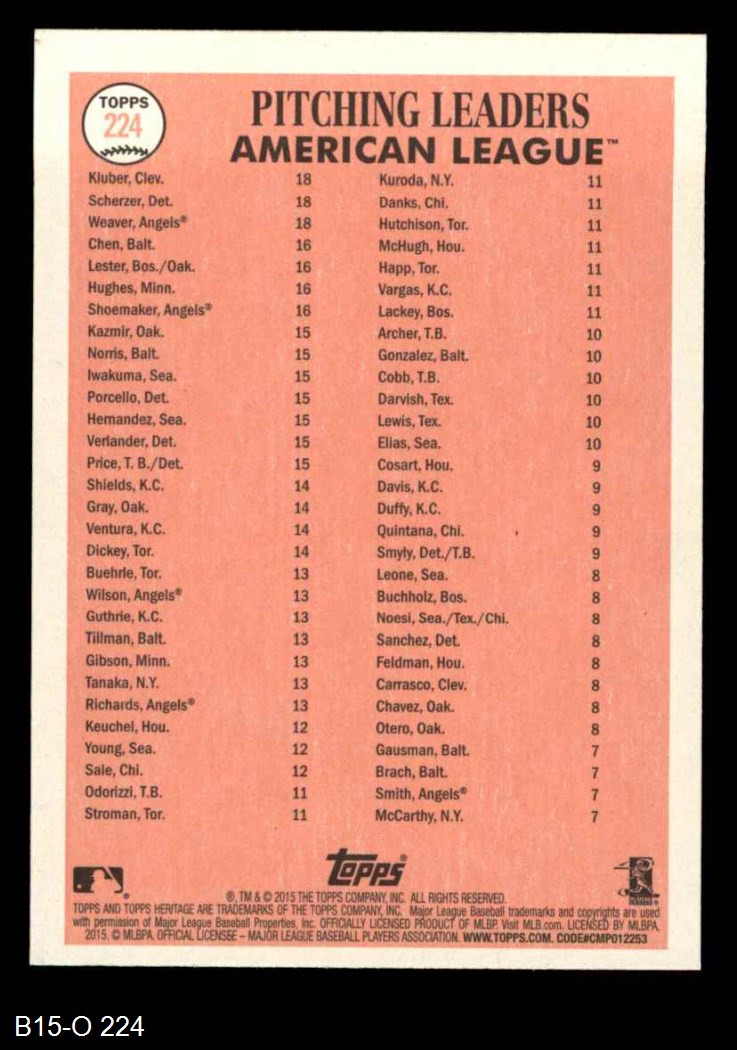 TOPPS
224
PITCHING LEADERS
AMERICAN LEAGUE™
Kluber, Clev. 18
Scherzer, Det. 18
Weaver, Angels® 18
Chen, Balt. 16
Lester, Bos./Oak. 16
Hughes, Minn. 16
Shoemaker, Angels® 16
Kazmir, Oak. 15
Norris, Balt. 15
Iwakuma, Sea. 15
Porcello, Det. 15
Hernandez, Sea. 15
Verlander, Det. 15
Price, T. B./Det. 15
Shields, K.C. 14
Gray, Oak. 14
Ventura, K.C. 14
Dickey, Tor. 14
Buehrle, Tor. 13
Wilson, Angels® 13
Guthrie, K.C. 13
Tillman, Balt. 13
Gibson, Minn. 13
Tanaka, N.Y. 13
Richards, Angels® 13
Keuchel, Hou. 12
Young, Sea. 12
Sale, Chi. 12
Odorizzi, T.B. 11
Stroman, Tor. 11
Kuroda, N.Y. 11
Danks, Chi. 11
Hutchison, Tor. 11
McHugh, Hou. 11
Happ, Tor. 11
Vargas, K.C. 11
Lackey, Bos. 11
Archer, T.B. 10
Gonzalez, Balt. 10
Cobb, T.B. 10
Darvish, Tex. 10
Lewis, Tex. 10
Elias, Sea. 10
Cosart, Hou. 9
Davis, K.C. 9
Duffy, K.C. 9
Quintana, Chi. 9
Smyly, Det./T.B. 9
Leone, Sea. 8
Buchholz, Bos. 8
Noesi, Sea./Tex./Chi. 8
Sanchez, Det. 8
Feldman, Hou. 8
Carrasco, Clev. 8
Chavez, Oak. 8
Otero, Oak. 8
Gausman, Balt. 7
Brach, Balt. 7
Smith, Angels® 7
McCarthy, N.Y. 7
topps®
®, TM & © 2015 THE TOPPS COMPANY, INC. ALL RIGHTS RESERVED.
TOPPS AND TOPPS HERITAGE ARE TRADEMARKS OF THE TOPPS COMPANY, INC. Major League Baseball trademarks and copyrights are used
with permission of Major League Baseball Properties, Inc. OFFICIALLY LICENSED PRODUCT OF MLBP. Visit MLB.com. LICENSED BY MLBPA,
2015. © MLBPA. OFFICIAL LICENSEE – MAJOR LEAGUE BASEBALL PLAYERS ASSOCIATION. WWW.TOPPS.COM. CODE#CMP012253
B15-O 224